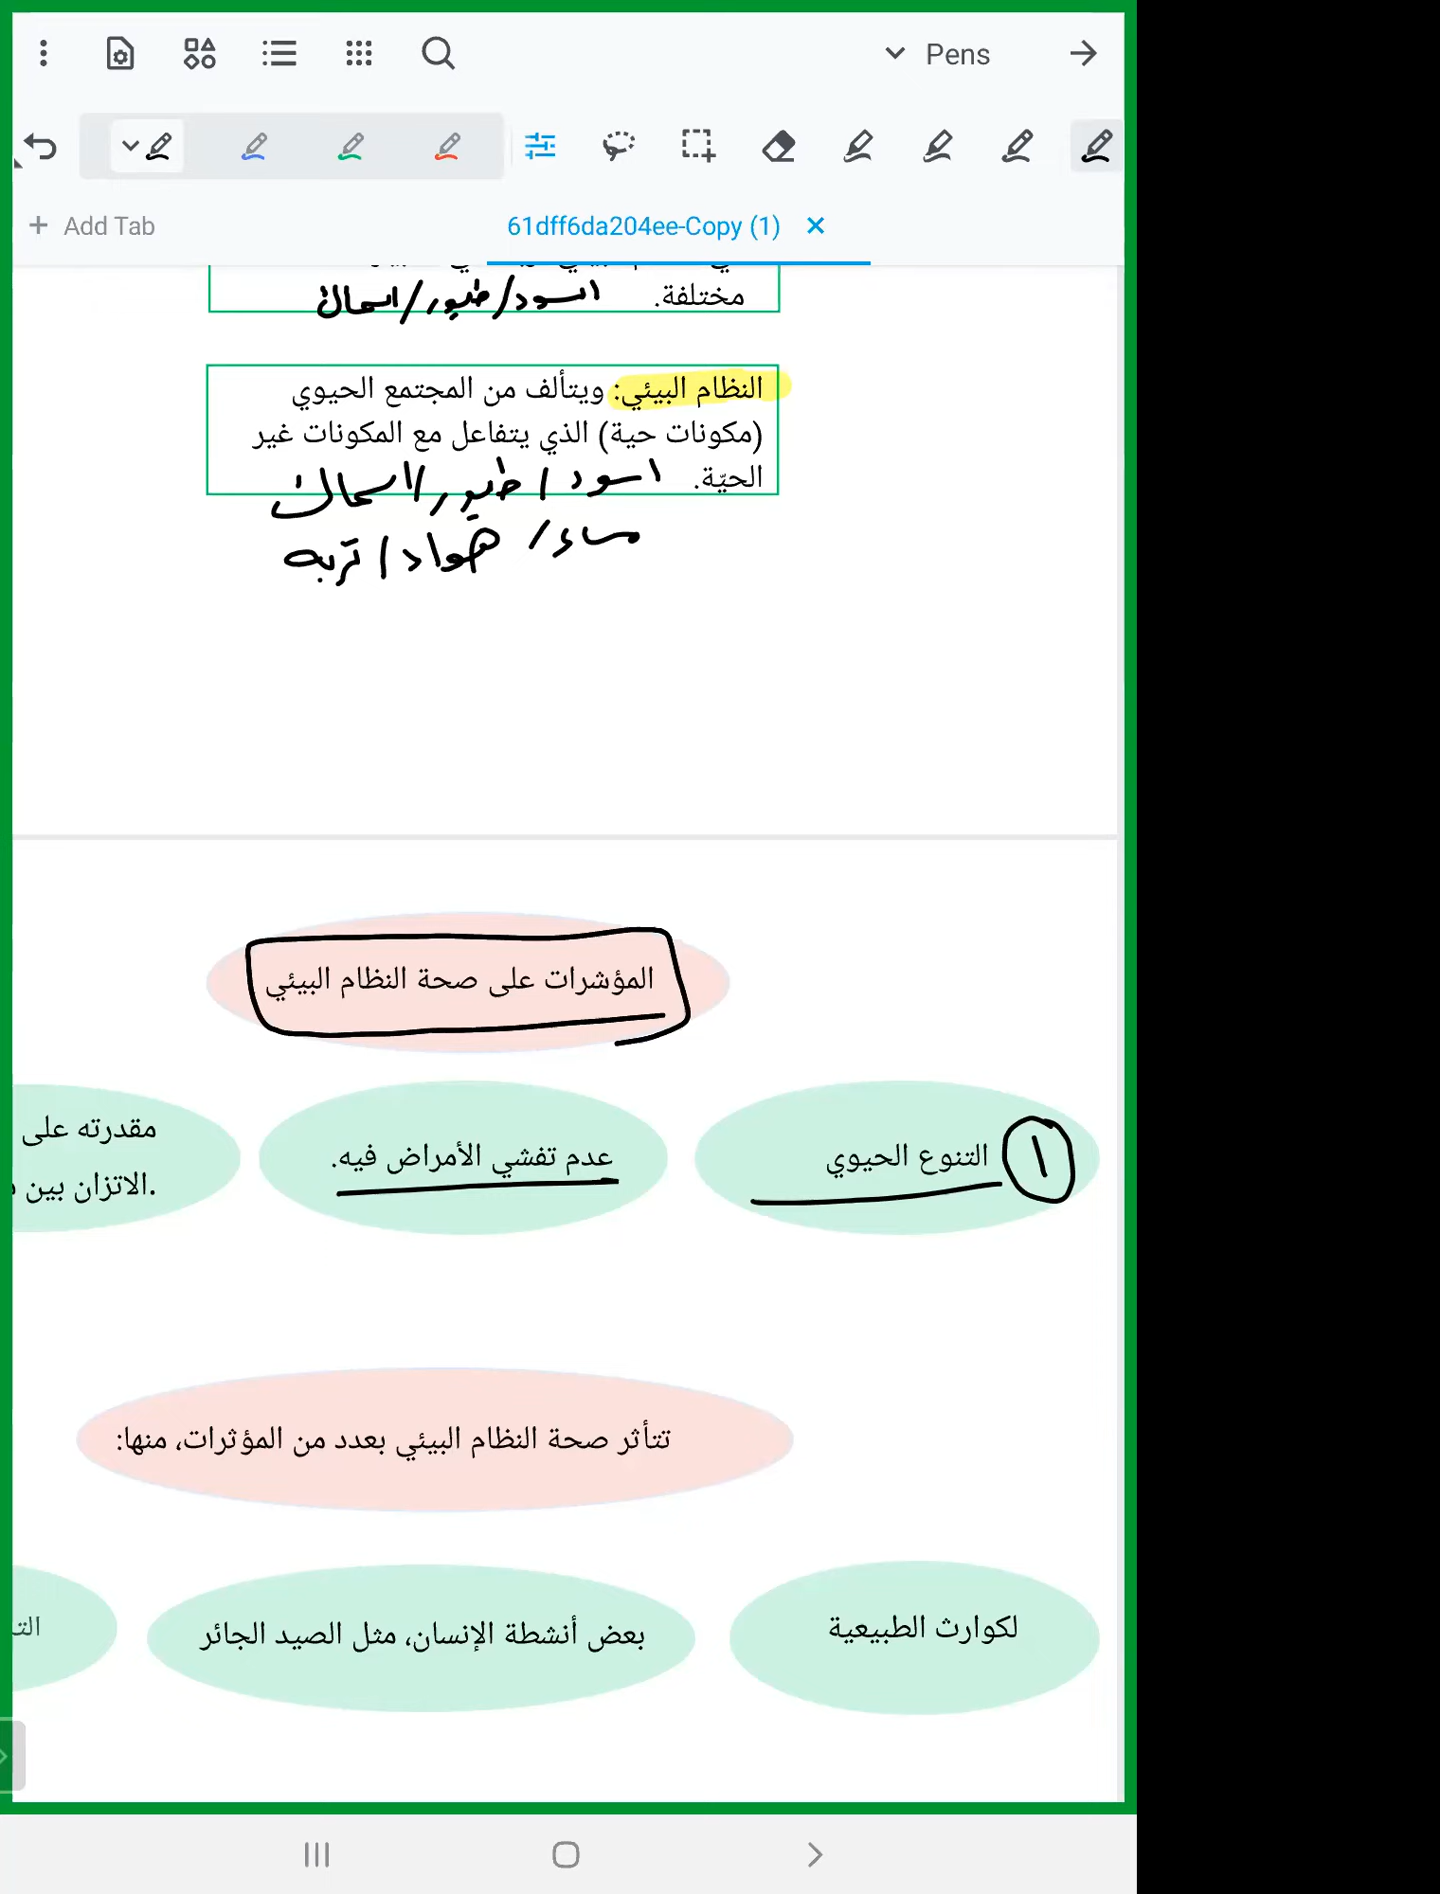 Pens
Add Tab
61dff6da204ee-Copy (1)
مختلفة.
اسود/طيور/اسماك
النظام البيئي: ويتألف من المجتمع الحيوي
(مكونات حية) الذي يتفاعل مع المكونات غير
الحيّة.
اسود/طيور/اسماك
ماء/هواء/تربه
المؤشرات على صحة النظام البيئي
١ التنوع الحيوي
عدم تفشي الأمراض فيه.
مقدرته على
الاتزان بين
تتأثر صحة النظام البيئي بعدد من المؤثرات، منها:
لكوارث الطبيعية
بعض أنشطة الإنسان، مثل الصيد الجائر
الت